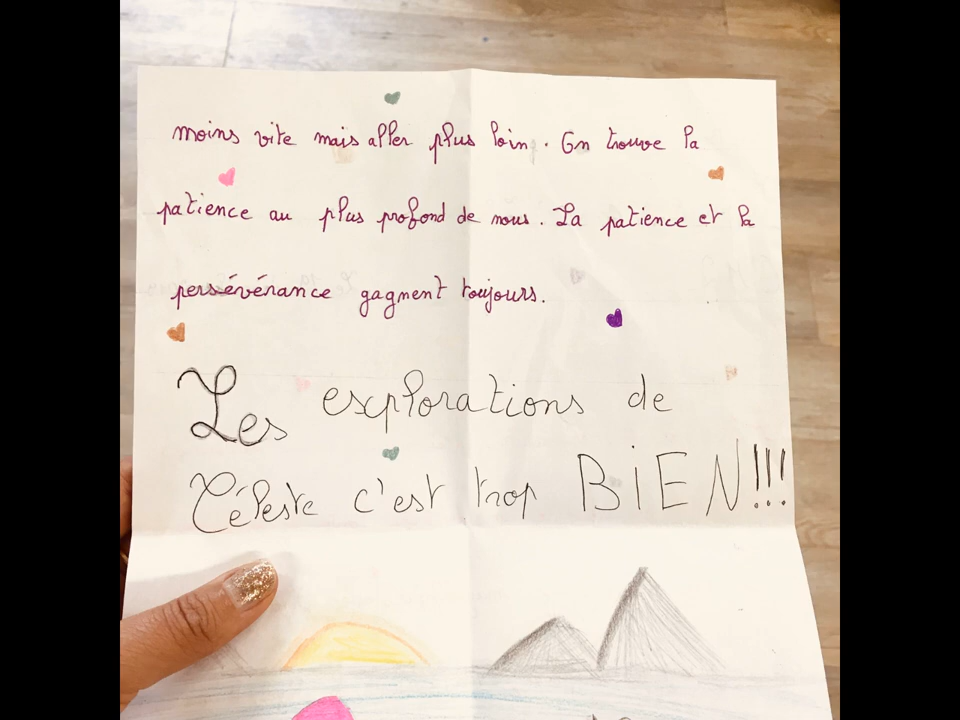 moins vite mais aller plus loin. On trouve la
patience au plus profond de nous. La patience et la
persévérance gagnent toujours.
Les explorations de
Céleste c'est trop BiEN!!!